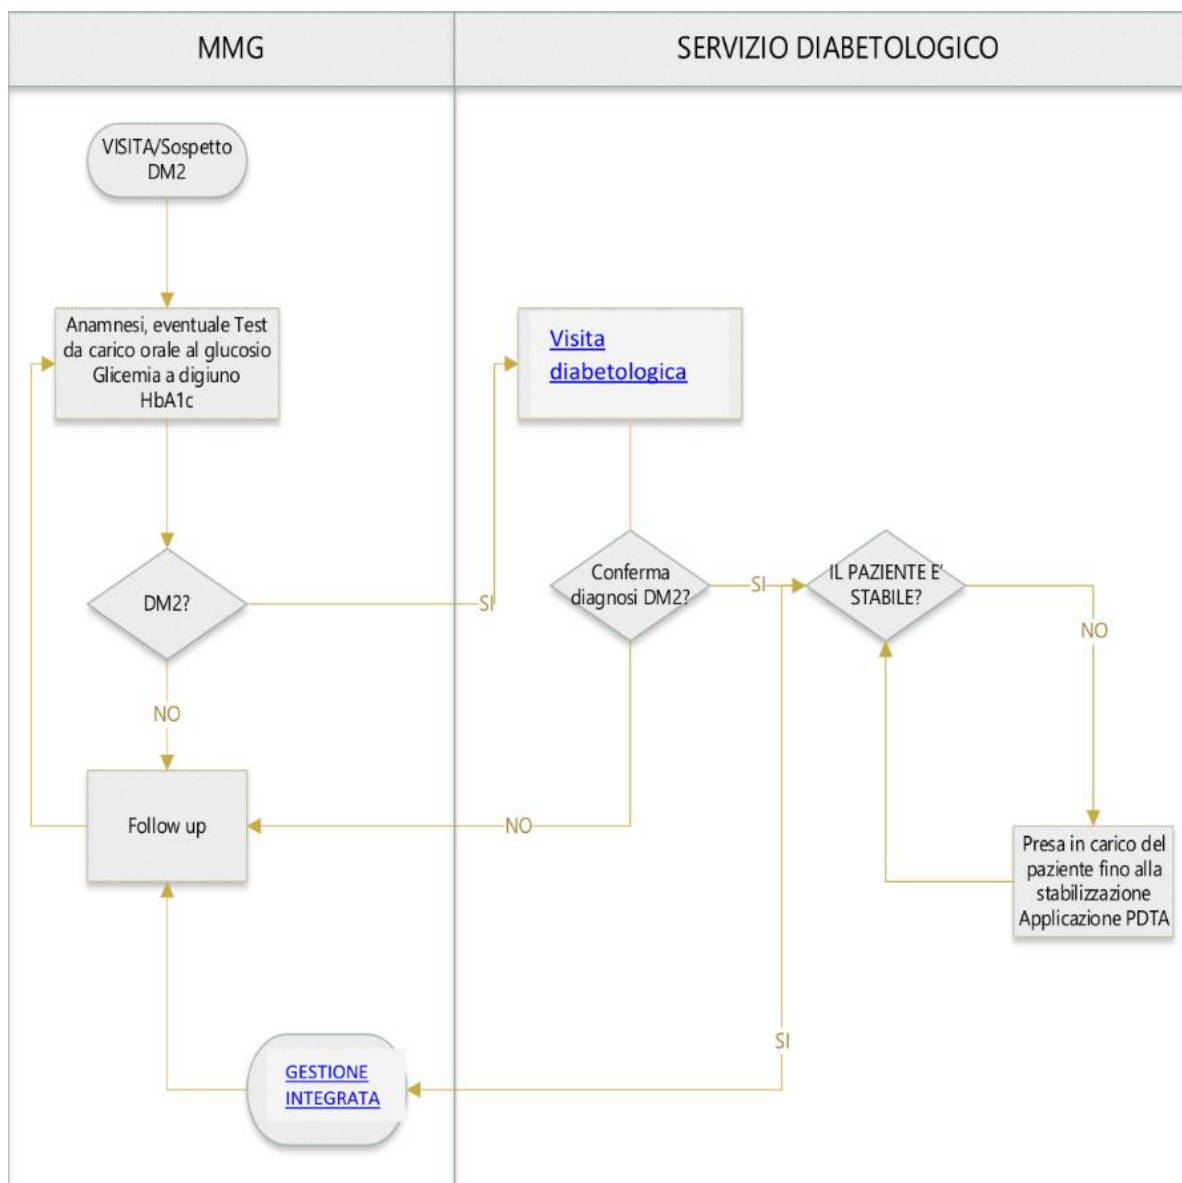 MMG
SERVIZIO DIABETOLOGICO
VISITA/Sospetto
DM2
Anamnesi, eventuale Test
da carico orale al glucosio
Glicemia a digiuno
HbA1c
Visita
diabetologica
DM2?
SI
Conferma
diagnosi DM2?
SI
IL PAZIENTE E'
STABILE?
NO
NO
Follow up
NO
Presa in carico del
paziente fino alla
stabilizzazione
Applicazione PDTA
SI
GESTIONE
INTEGRATA